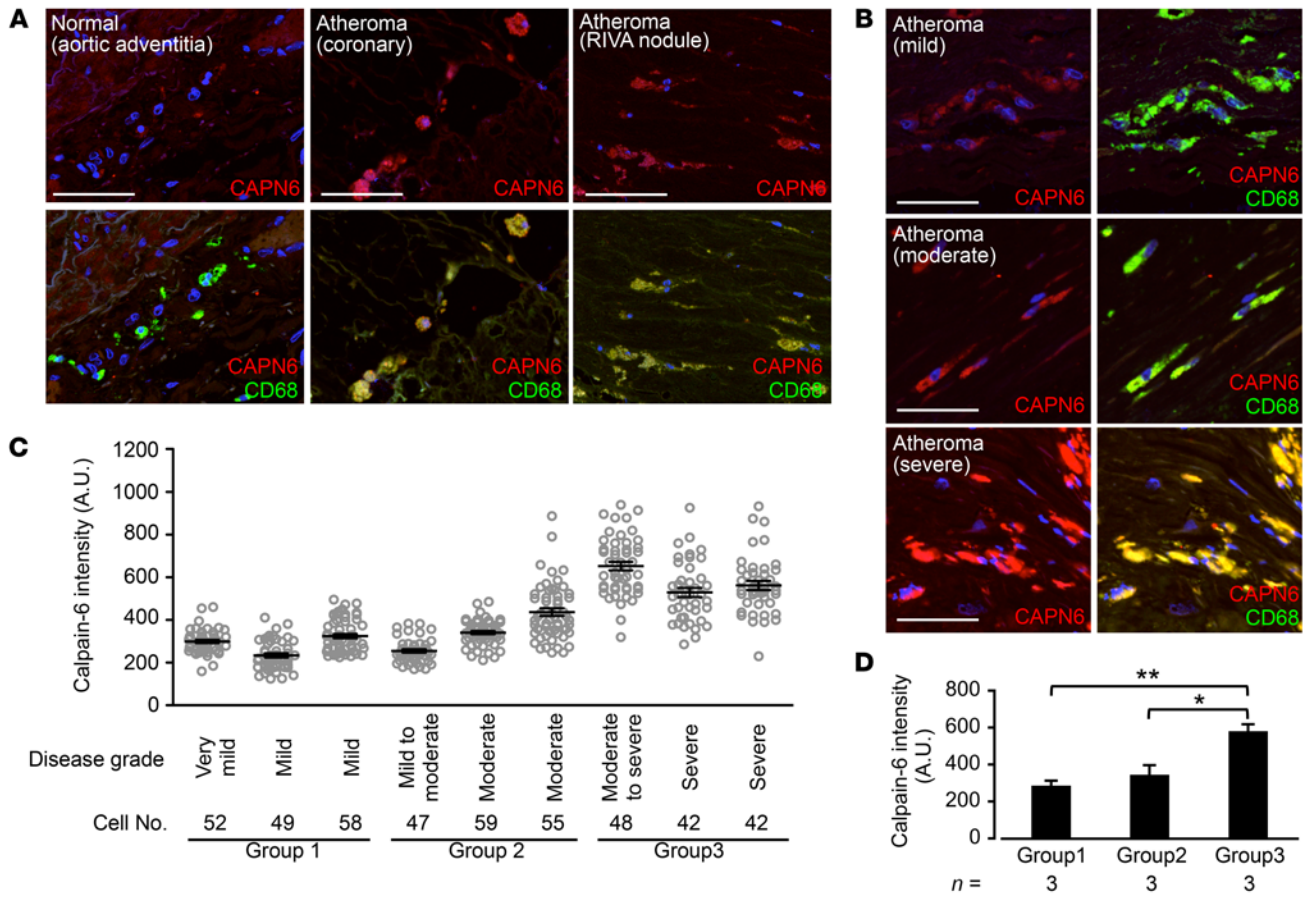 A
Normal
(aortic adventitia)
CAPN6
Atheroma
(coronary)
CAPN6
Atheroma
(RIVA nodule)
CAPN6
CAPN6
CD68
CAPN6
CD68
CAPN6
CD68
B
Atheroma
(mild)
CAPN6
CAPN6
CD68
Atheroma
(moderate)
CAPN6
CAPN6
CD68
Atheroma
(severe)
CAPN6
CAPN6
CD68
C
Calpain-6 intensity (A.U.)
1200
1000
800
600
400
200
0
Disease grade
Very
mild
Mild
Mild
Mild to
moderate
Moderate
Moderate
Moderate
to severe
Severe
Severe
Cell No. 52 49 58 47 59 55 48 42 42
Group 1 Group 2 Group3
D
Calpain-6 intensity
(A.U.)
800
600
400
200
0
**
*
Group1 Group2 Group3
n = 3 3 3